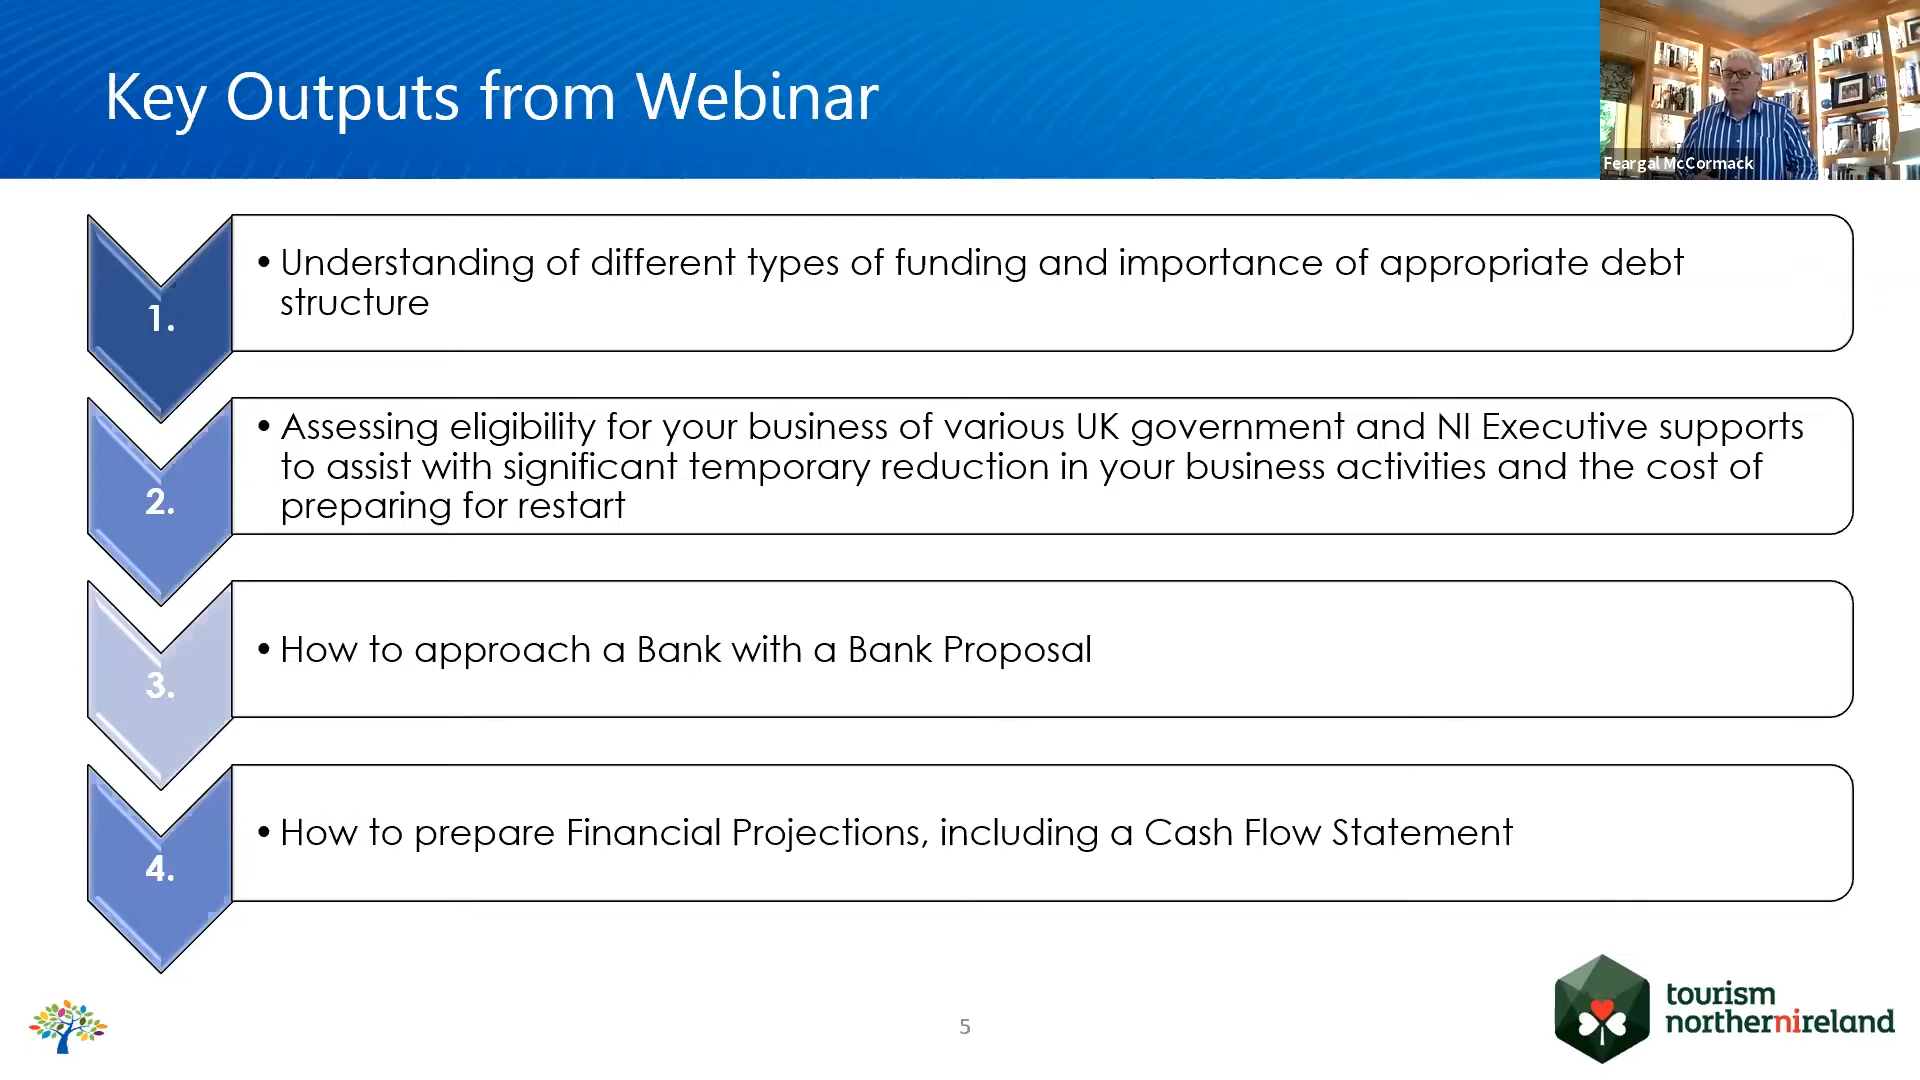 Key Outputs from Webinar
Feargal McCormack
1.
• Understanding of different types of funding and importance of appropriate debt
structure
2.
• Assessing eligibility for your business of various UK government and NI Executive supports
to assist with significant temporary reduction in your business activities and the cost of
preparing for restart
3.
• How to approach a Bank with a Bank Proposal
4.
• How to prepare Financial Projections, including a Cash Flow Statement
5
tourism
northernireland